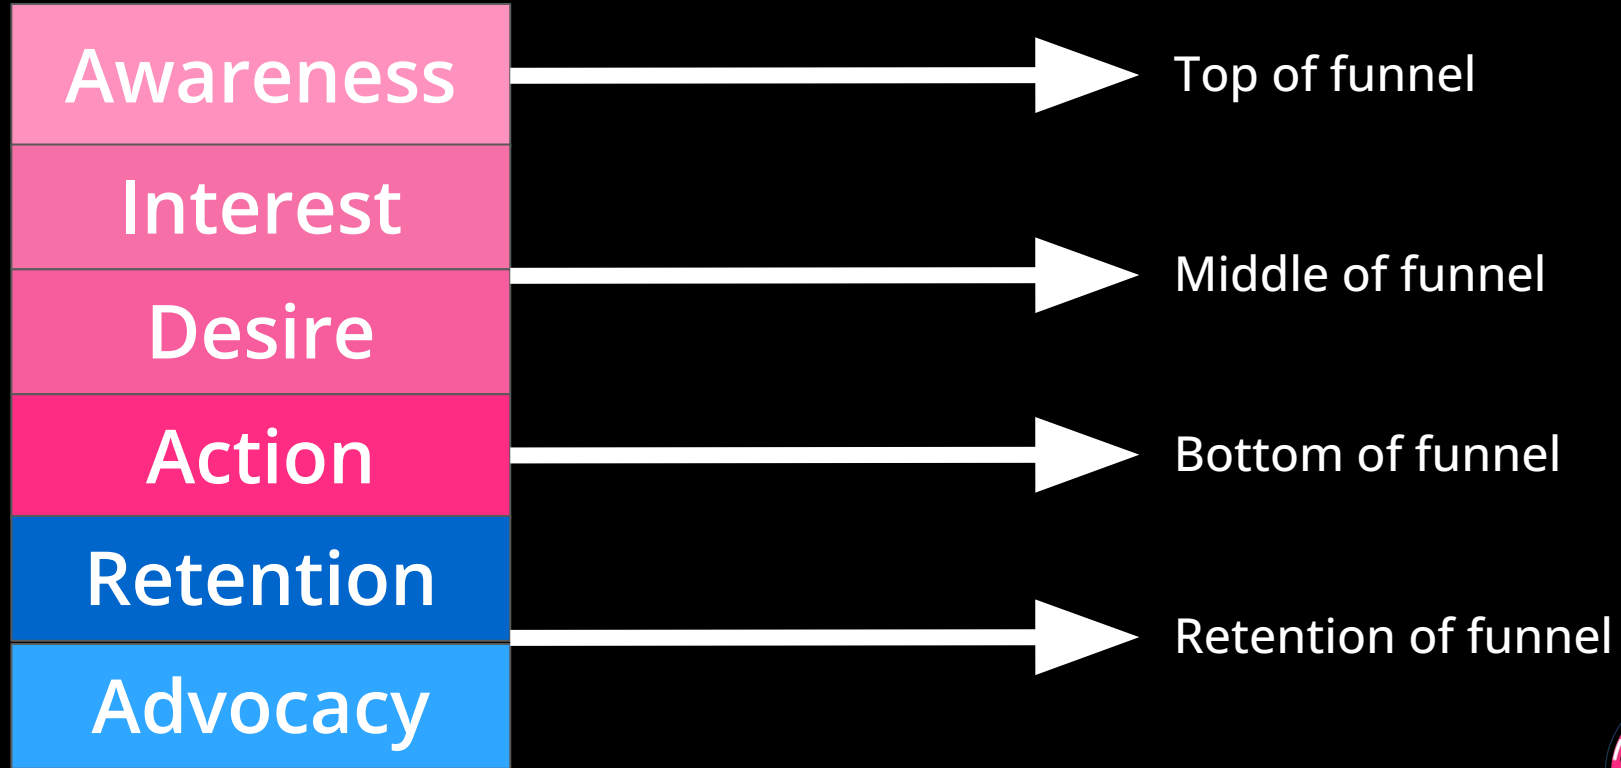 Awareness
Top of funnel
Interest
Middle of funnel
Desire
Action
Bottom of funnel
Retention
Retention of funnel
Advocacy